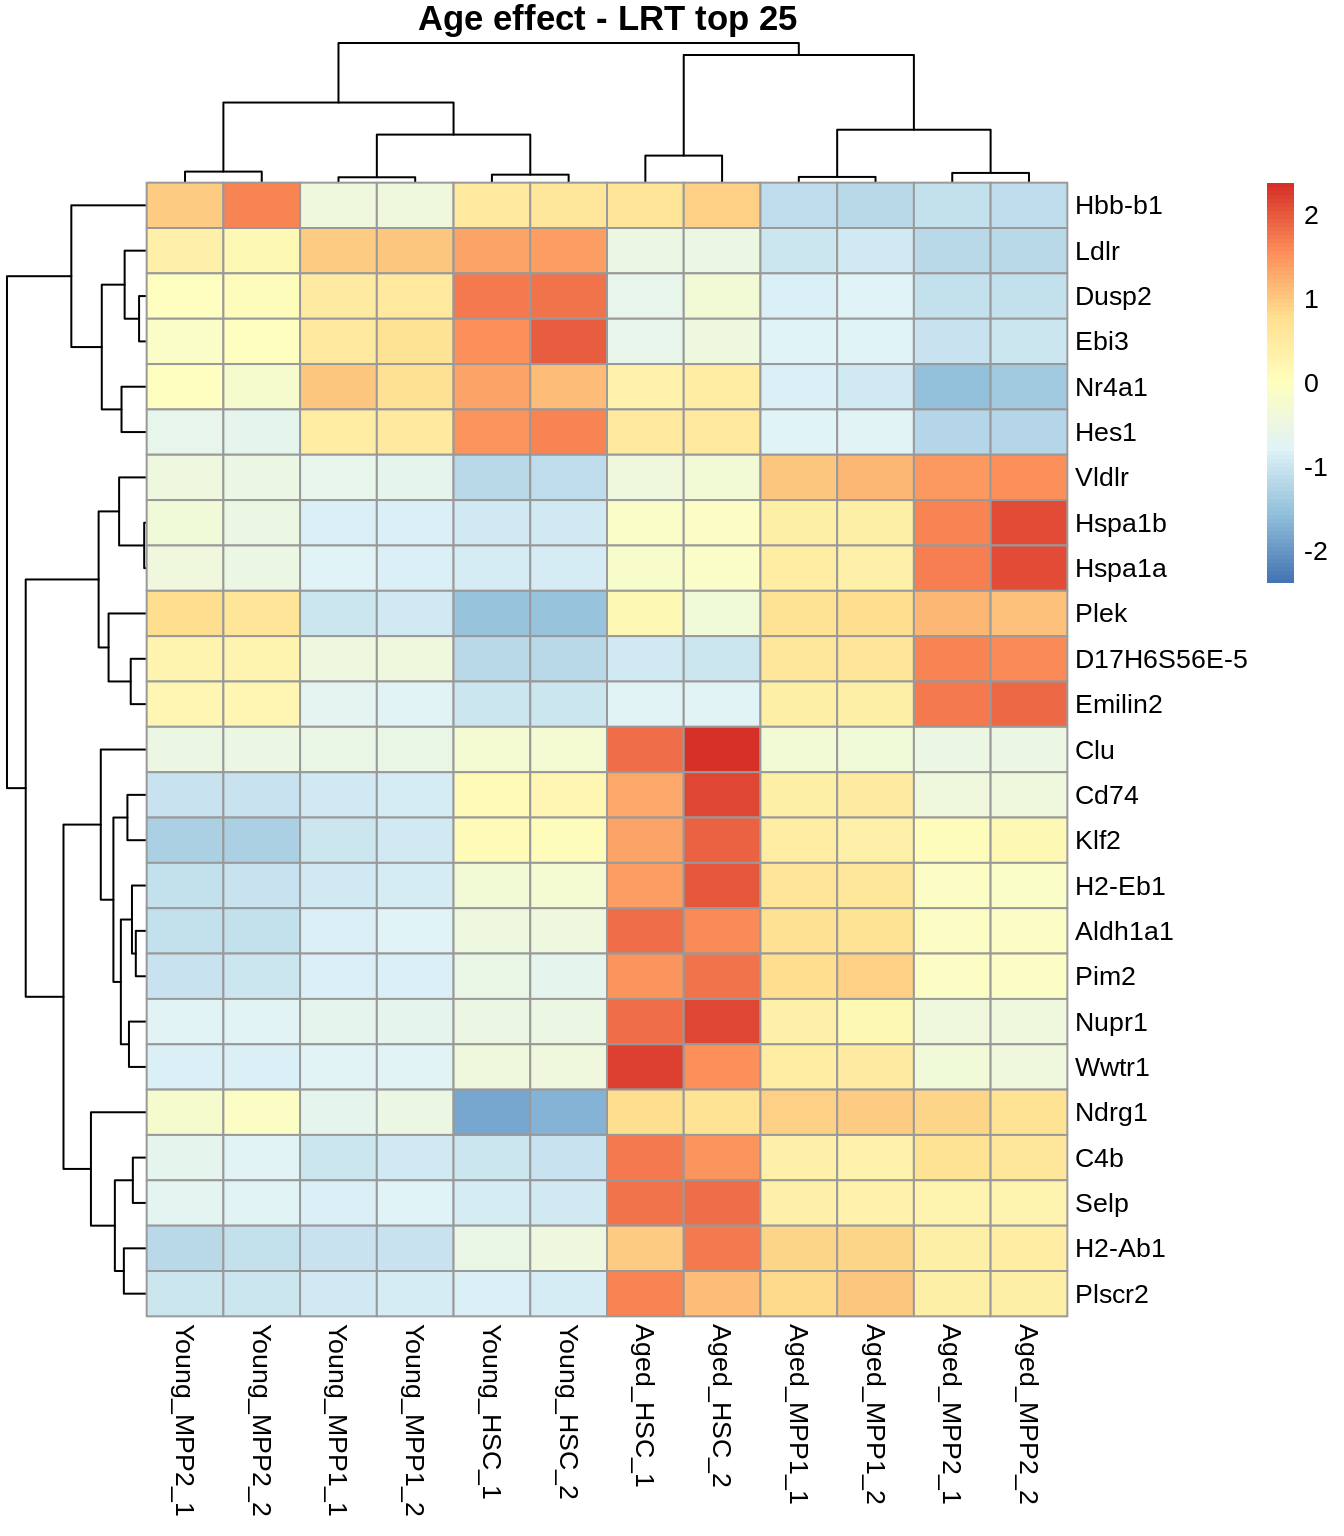 Age effect - LRT top 25
Hbb-b1
Ldlr
Dusp2
Ebi3
Nr4a1
Hes1
Vldlr
Hspa1b
Hspa1a
Plek
D17H6S56E-5
Emilin2
Clu
Cd74
Klf2
H2-Eb1
Aldh1a1
Pim2
Nupr1
Wwtr1
Ndrg1
C4b
Selp
H2-Ab1
Plscr2
2
1
0
-1
-2
Young_MPP2_1
Young_MPP2_2
Young_MPP1_1
Young_MPP1_2
Young_HSC_1
Young_HSC_2
Aged_HSC_1
Aged_HSC_2
Aged_MPP1_1
Aged_MPP1_2
Aged_MPP2_1
Aged_MPP2_2